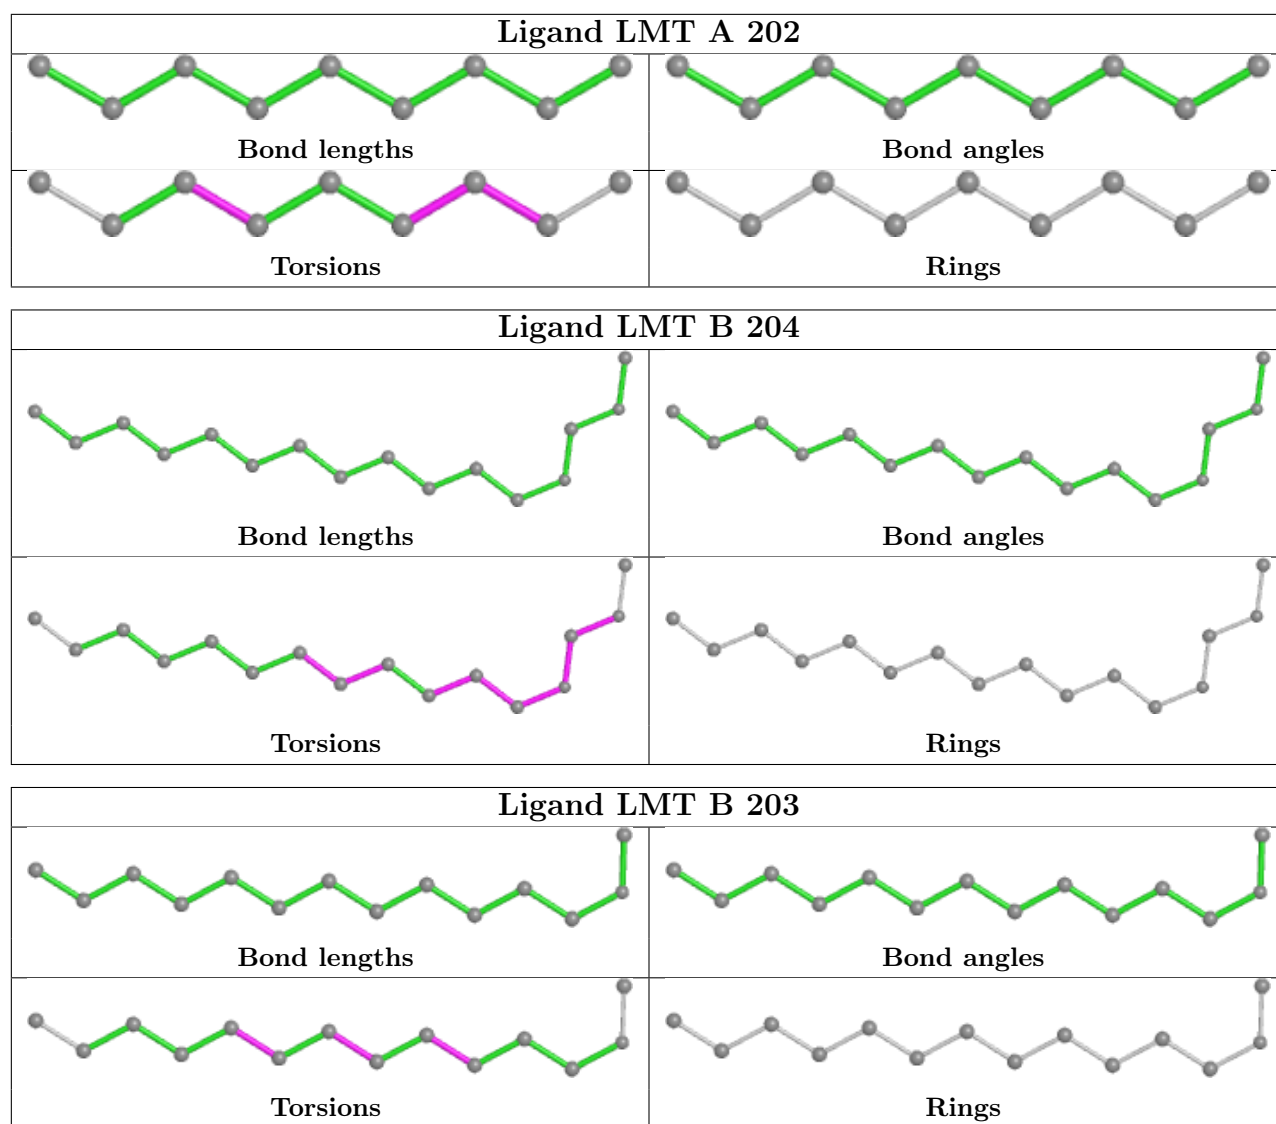 Ligand LMT A 202
Bond lengths
Bond angles
Torsions
Rings
Ligand LMT B 204
Bond lengths
Bond angles
Torsions
Rings
Ligand LMT B 203
Bond lengths
Bond angles
Torsions
Rings